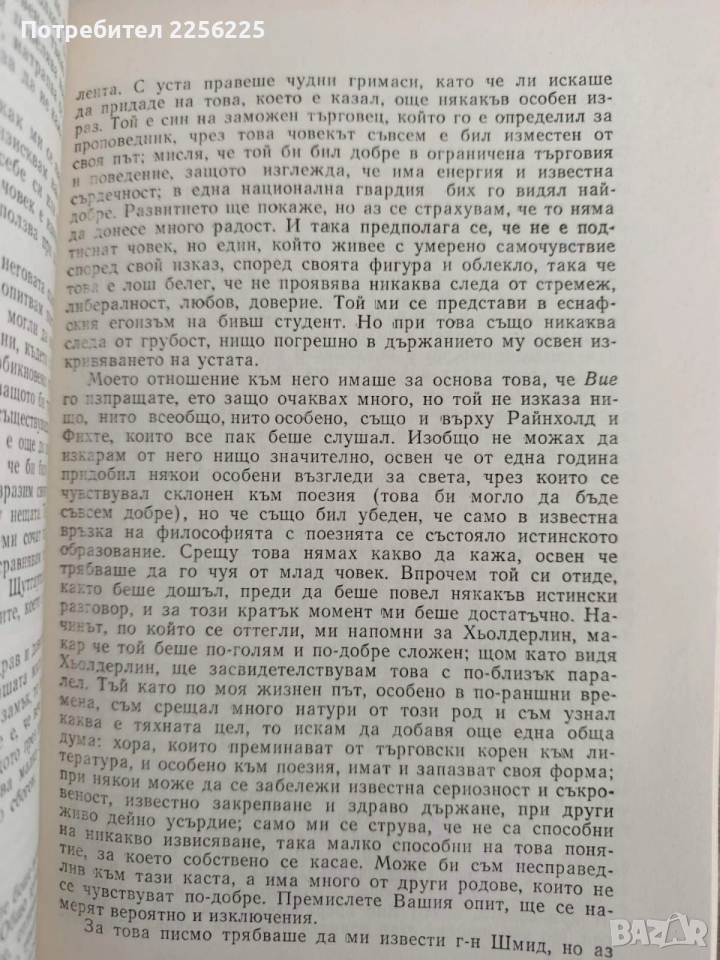 Потребител 2256225
лента. С уста правеше чудни гримаси, като че ли искаше
да придаде на това, което е казал, още някакъв особен из-
раз. Той е син на заможен търговец, който го е определил за
проповедник, чрез това човекът съвсем е бил изместен от
своя път; мисля, че той би бил добре в ограничена търговия
и поведение, защото изглежда, че има енергия и известна
сърдечност; в една национална гвардия бих го видял най-
добре. Развитието ще покаже, но аз се страхувам, че то няма
да донесе много радост. И така предполага се, че не е под-
тиснат човек, но един, който живее с умерено самочувствие
според свой изказ, според своята фигура и облекло, така че
това е лош белег, че не проявява никаква следа от стремеж,
либералност, любов, доверие. Той ми се представи в еснаф-
ския егоизъм на бивш студент. Но при това също никаква
следа от грубост, нищо погрешно в държанието му освен из-
кривяването на устата.
Моето отношение към него имаше за основа това, че Вие
го изпращате, ето защо очаквах много, но той не изказа ни-
що, нито всеобщо, нито особено, също и върху Райнхолд и
Фихте, които все пак беше слушал. Изобщо не можах да
изкарам от него нищо значително, освен че от една година
придобил някои особени възгледи за света, чрез които се
чувствувал склонен към поезия (това би могло да бъде
съвсем добре), но че също бил убеден, че само в известна
връзка на философията с поезията се състояло истинското
образование. Срещу това нямах какво да кажа, освен че
трябваше да го чуя от млад човек. Впрочем той си отиде,
както беше дошъл, преди да беше повел някакъв истински
разговор, и за този кратък момент ми беше достатъчно. На-
чинът, по който се оттегли, ми напомни за Хьолдерлин, ма-
кар че той беше по-голям и по-добре сложен; щом като видя
Хьолдерлин, ще засвидетелствувам това с по-близък пара-
лел. Тъй като по моя жизнен път, особено в по-раншни вре-
мена, съм срещал много натури от този род и съм узнал
каква е тяхната цел, то искам да добавя още една обща
дума: хора, които преминават от търговски корен към ли-
тература, и особено към поезия, имат и запазват своя форма;
при някои може да се забележи известна сериозност и съкро-
веност, известно закрепване и здраво държане, при други
живо дейно усърдие; само ми се струва, че не са способни
на никакво извисяване, така малко способни на това поня-
тие, за което собствено се касае. Може би съм несправед-
лив към тази каста, а има много от други родове, които не
се чувствуват по-добре. Премислете Вашия опит, ще се на-
мерят вероятно и изключения.
За това писмо трябваше да ми извести г-н Шмид, но аз
BAZAR